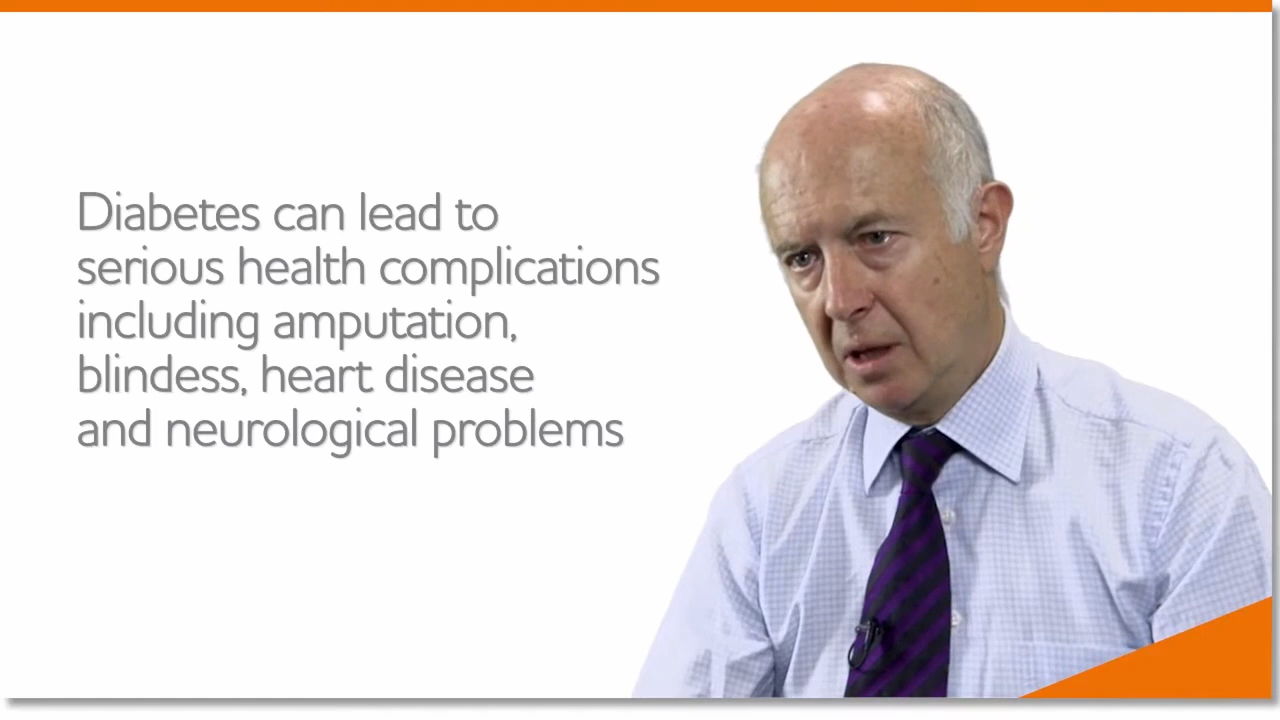 Diabetes can lead to
serious health complications
including amputation,
blindess, heart disease
and neurological problems